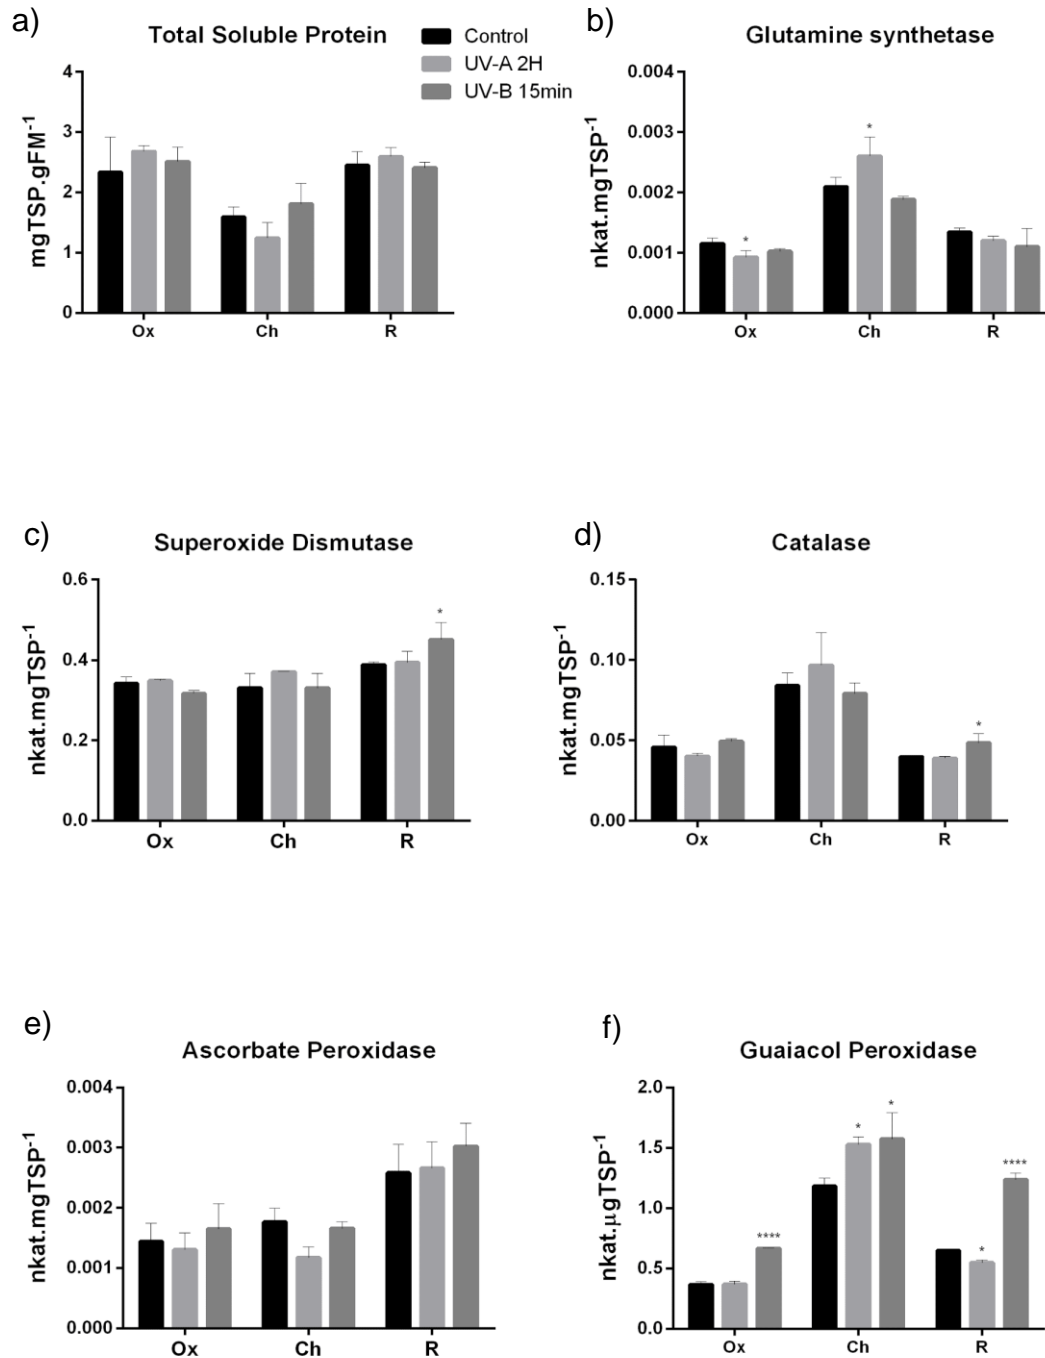 a)
Total Soluble Protein
Control
UV-A 2H
UV-B 15min
mgTSP.gFM⁻¹
4
3
2
1
0
Ox Ch R
b)
Glutamine synthetase
nkat.mgTSP⁻¹
0.004
0.003
0.002
0.001
0.000
*
*
Ox Ch R
c)
Superoxide Dismutase
nkat.mgTSP⁻¹
0.6
0.4
0.2
0.0
*
Ox Ch R
d)
Catalase
nkat.mgTSP⁻¹
0.15
0.10
0.05
0.00
*
Ox Ch R
e)
Ascorbate Peroxidase
nkat.mgTSP⁻¹
0.004
0.003
0.002
0.001
0.000
Ox Ch R
f)
Guaiacol Peroxidase
nkat.µgTSP⁻¹
2.0
1.5
1.0
0.5
0.0
****
*
*
*
****
Ox Ch R